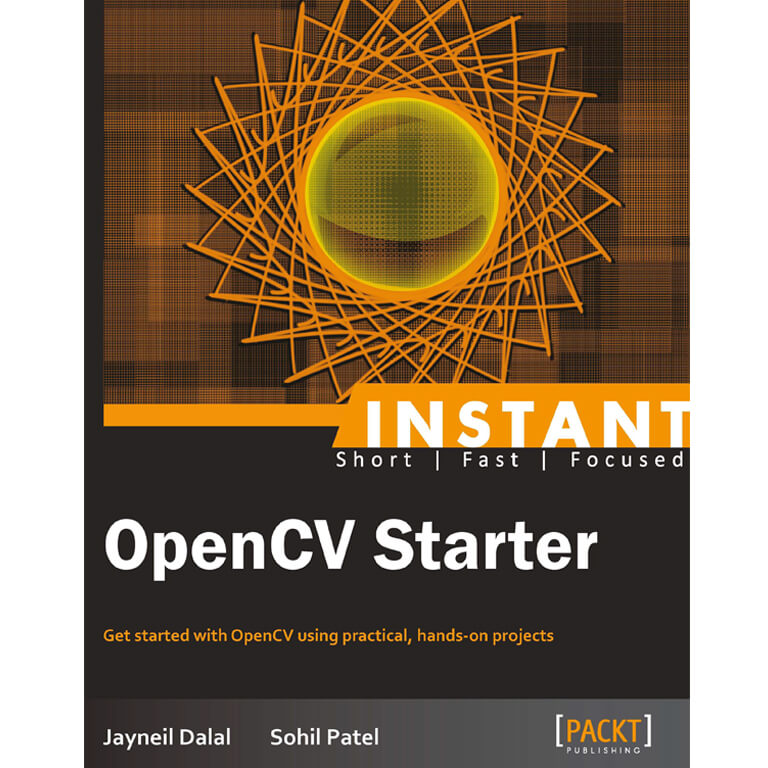 INSTANT
Short | Fast | Focused
OpenCV Starter
Get started with OpenCV using practical, hands-on projects
Jayneil Dalal Sohil Patel
[PACKT]
PUBLISHING